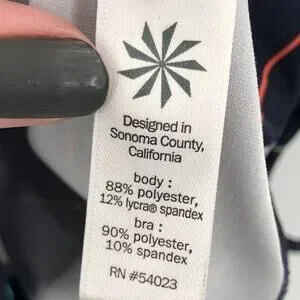 Designed in
Sonoma County,
California
body :
88% polyester,
12% lycra® spandex
bra :
90% polyester,
10% spandex
RN #54023